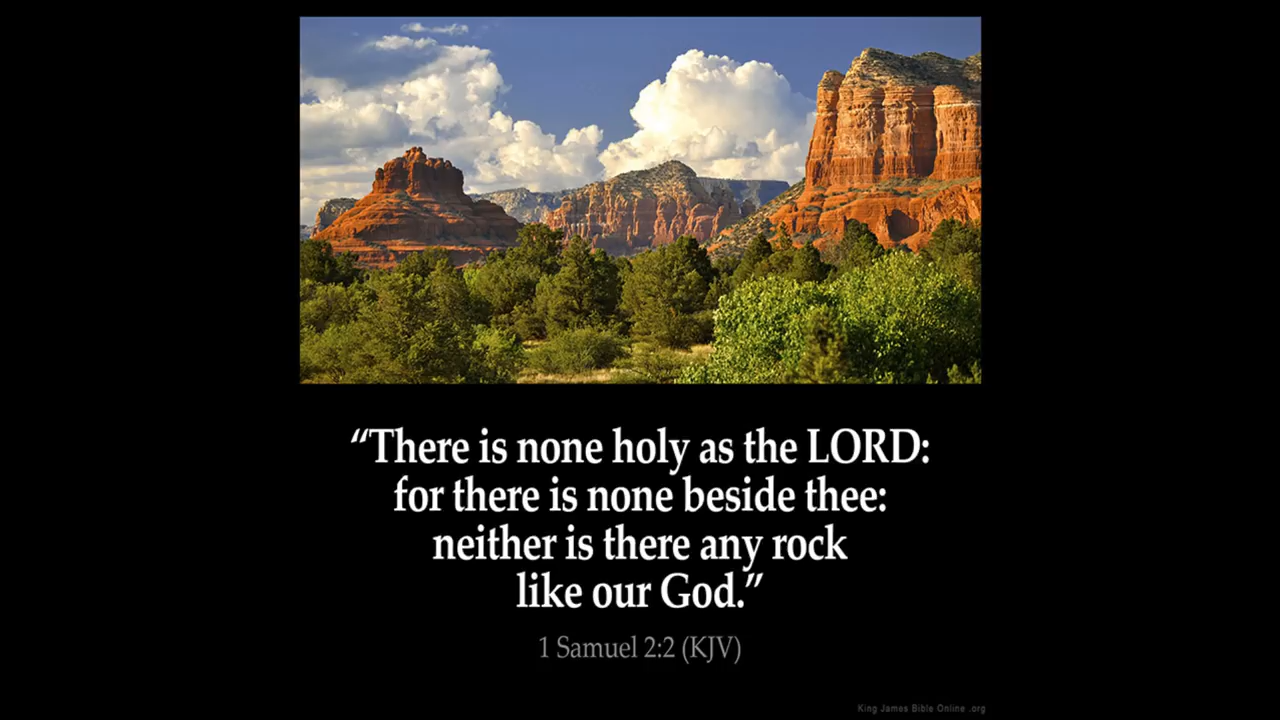 “There is none holy as the LORD:
for there is none beside thee:
neither is there any rock
like our God.”
1 Samuel 2:2 (KJV)
King James Bible Online .org